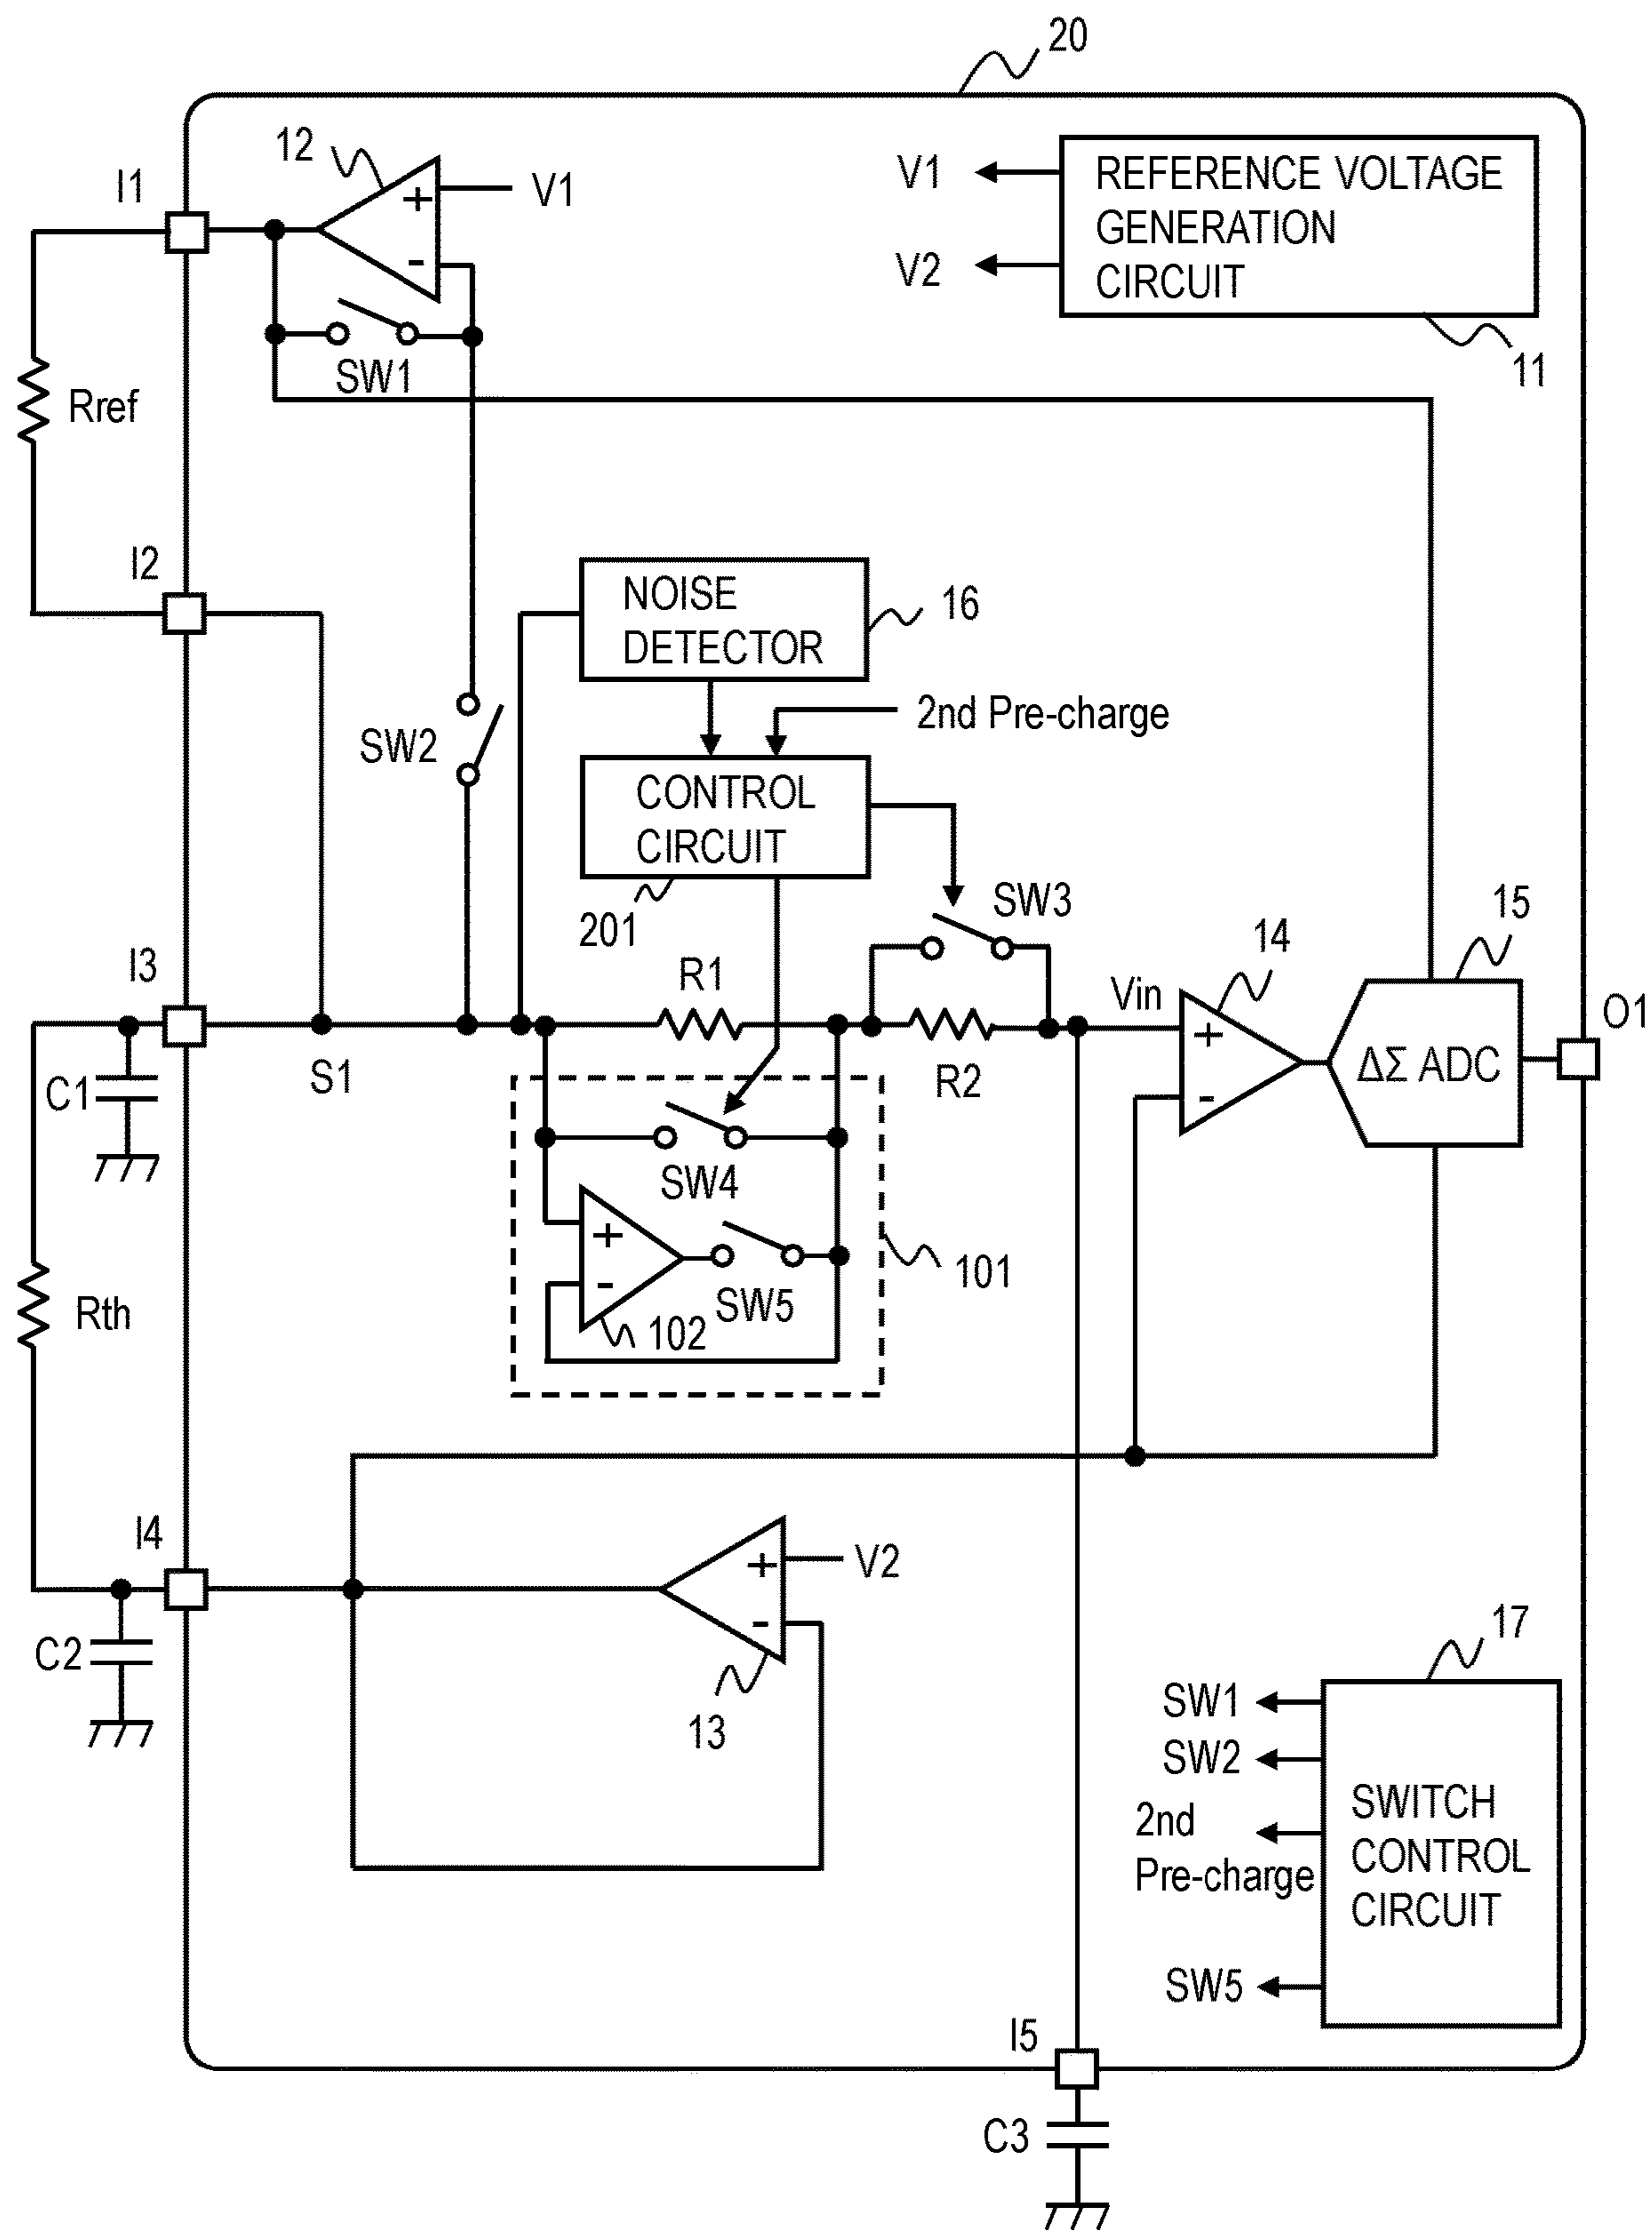 20
12
I1
+
V1
-
SW1
V1
V2
REFERENCE VOLTAGE
GENERATION
CIRCUIT
11
Rref
I2
NOISE
DETECTOR
16
SW2
2nd Pre-charge
CONTROL
CIRCUIT
201
SW3
I3
R1
Vin
14
15
O1
C1
S1
R2
+
-
ΔΣ ADC
SW4
+
-
SW5
101
102
Rth
I4
+
V2
-
C2
13
17
SW1
SW2
2nd
Pre-charge
SW5
SWITCH
CONTROL
CIRCUIT
I5
C3